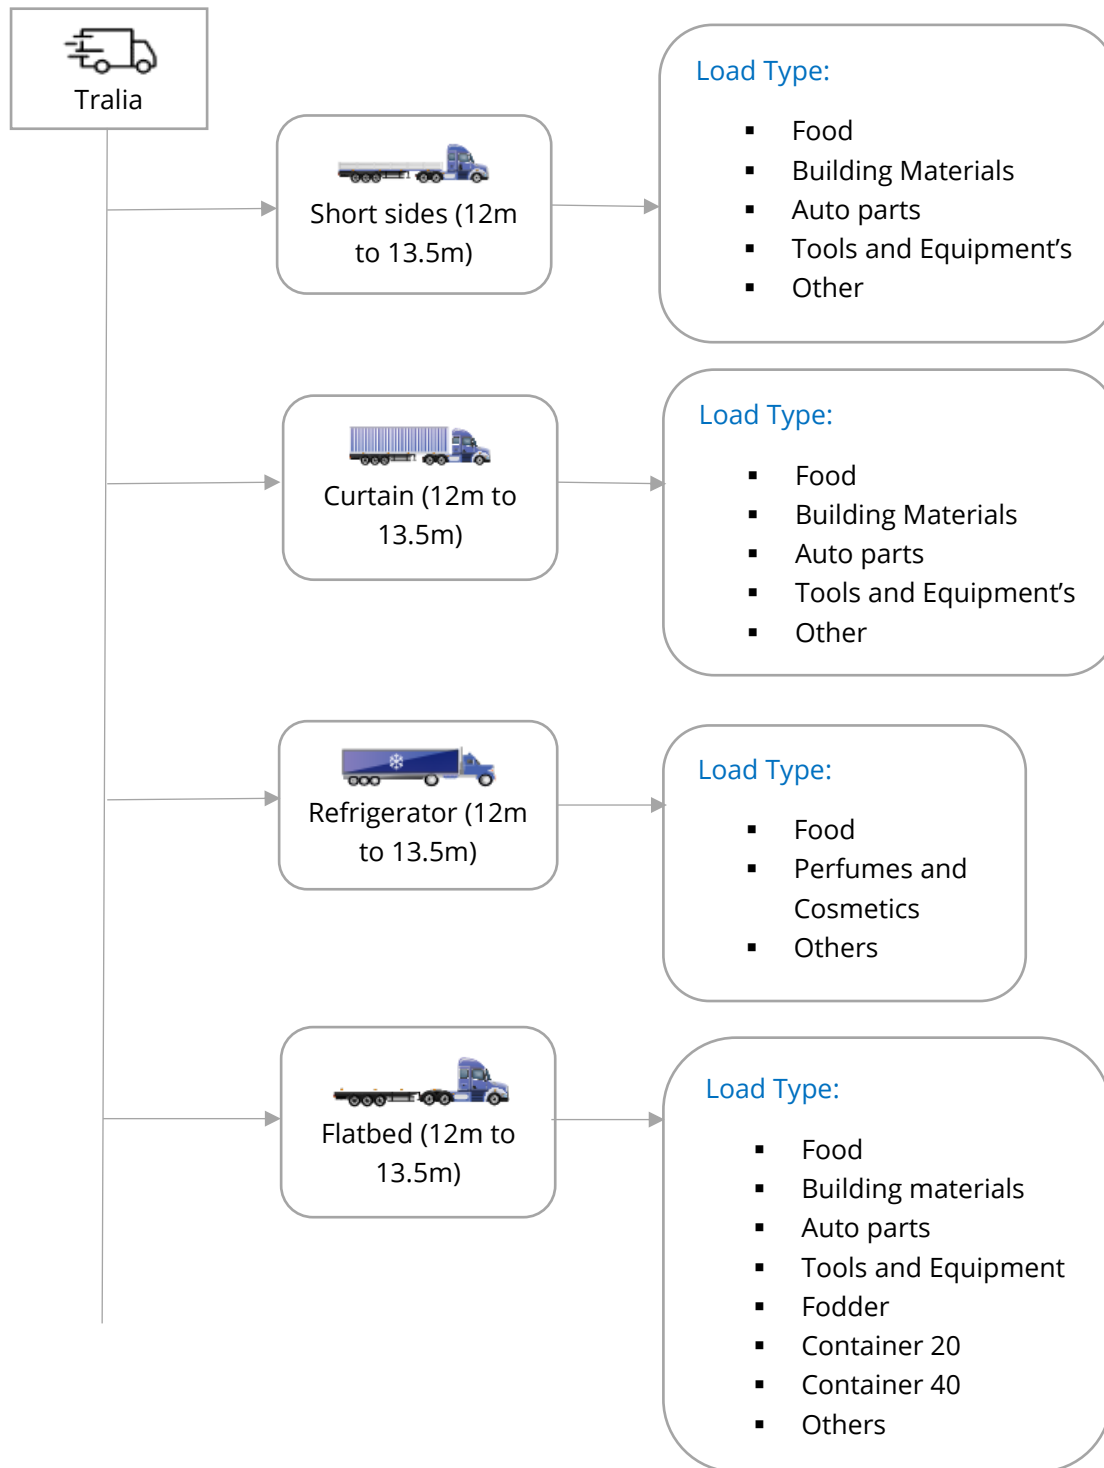 Tralia
Short sides (12m
to 13.5m)
Load Type:
▪ Food
▪ Building Materials
▪ Auto parts
▪ Tools and Equipment’s
▪ Other
Curtain (12m to
13.5m)
Load Type:
▪ Food
▪ Building Materials
▪ Auto parts
▪ Tools and Equipment’s
▪ Other
Refrigerator (12m
to 13.5m)
Load Type:
▪ Food
▪ Perfumes and
Cosmetics
▪ Others
Flatbed (12m to
13.5m)
Load Type:
▪ Food
▪ Building materials
▪ Auto parts
▪ Tools and Equipment
▪ Fodder
▪ Container 20
▪ Container 40
▪ Others